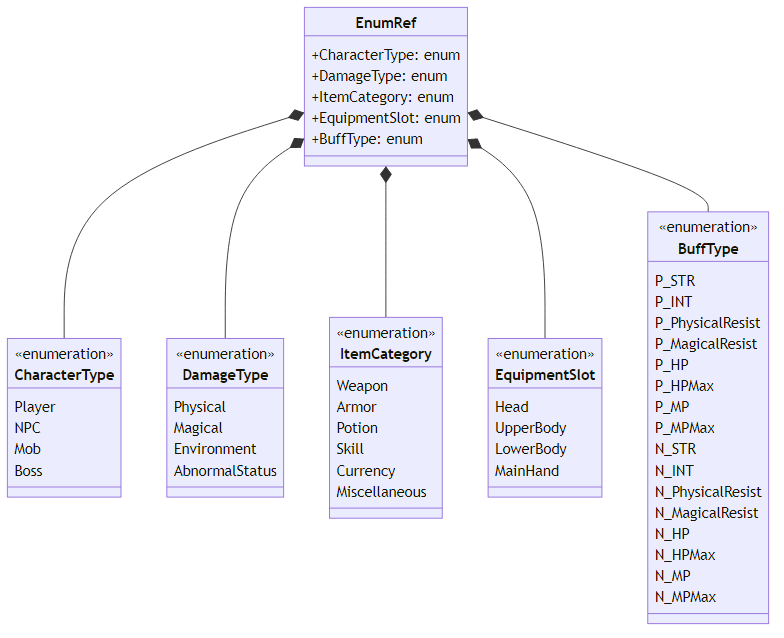 EnumRef
+CharacterType: enum
+DamageType: enum
+ItemCategory: enum
+EquipmentSlot: enum
+BuffType: enum
«enumeration»
CharacterType
Player
NPC
Mob
Boss
«enumeration»
DamageType
Physical
Magical
Environment
AbnormalStatus
«enumeration»
ItemCategory
Weapon
Armor
Potion
Skill
Currency
Miscellaneous
«enumeration»
EquipmentSlot
Head
UpperBody
LowerBody
MainHand
«enumeration»
BuffType
P_STR
P_INT
P_PhysicalResist
P_MagicalResist
P_HP
P_HPMax
P_MP
P_MPMax
N_STR
N_INT
N_PhysicalResist
N_MagicalResist
N_HP
N_HPMax
N_MP
N_MPMax